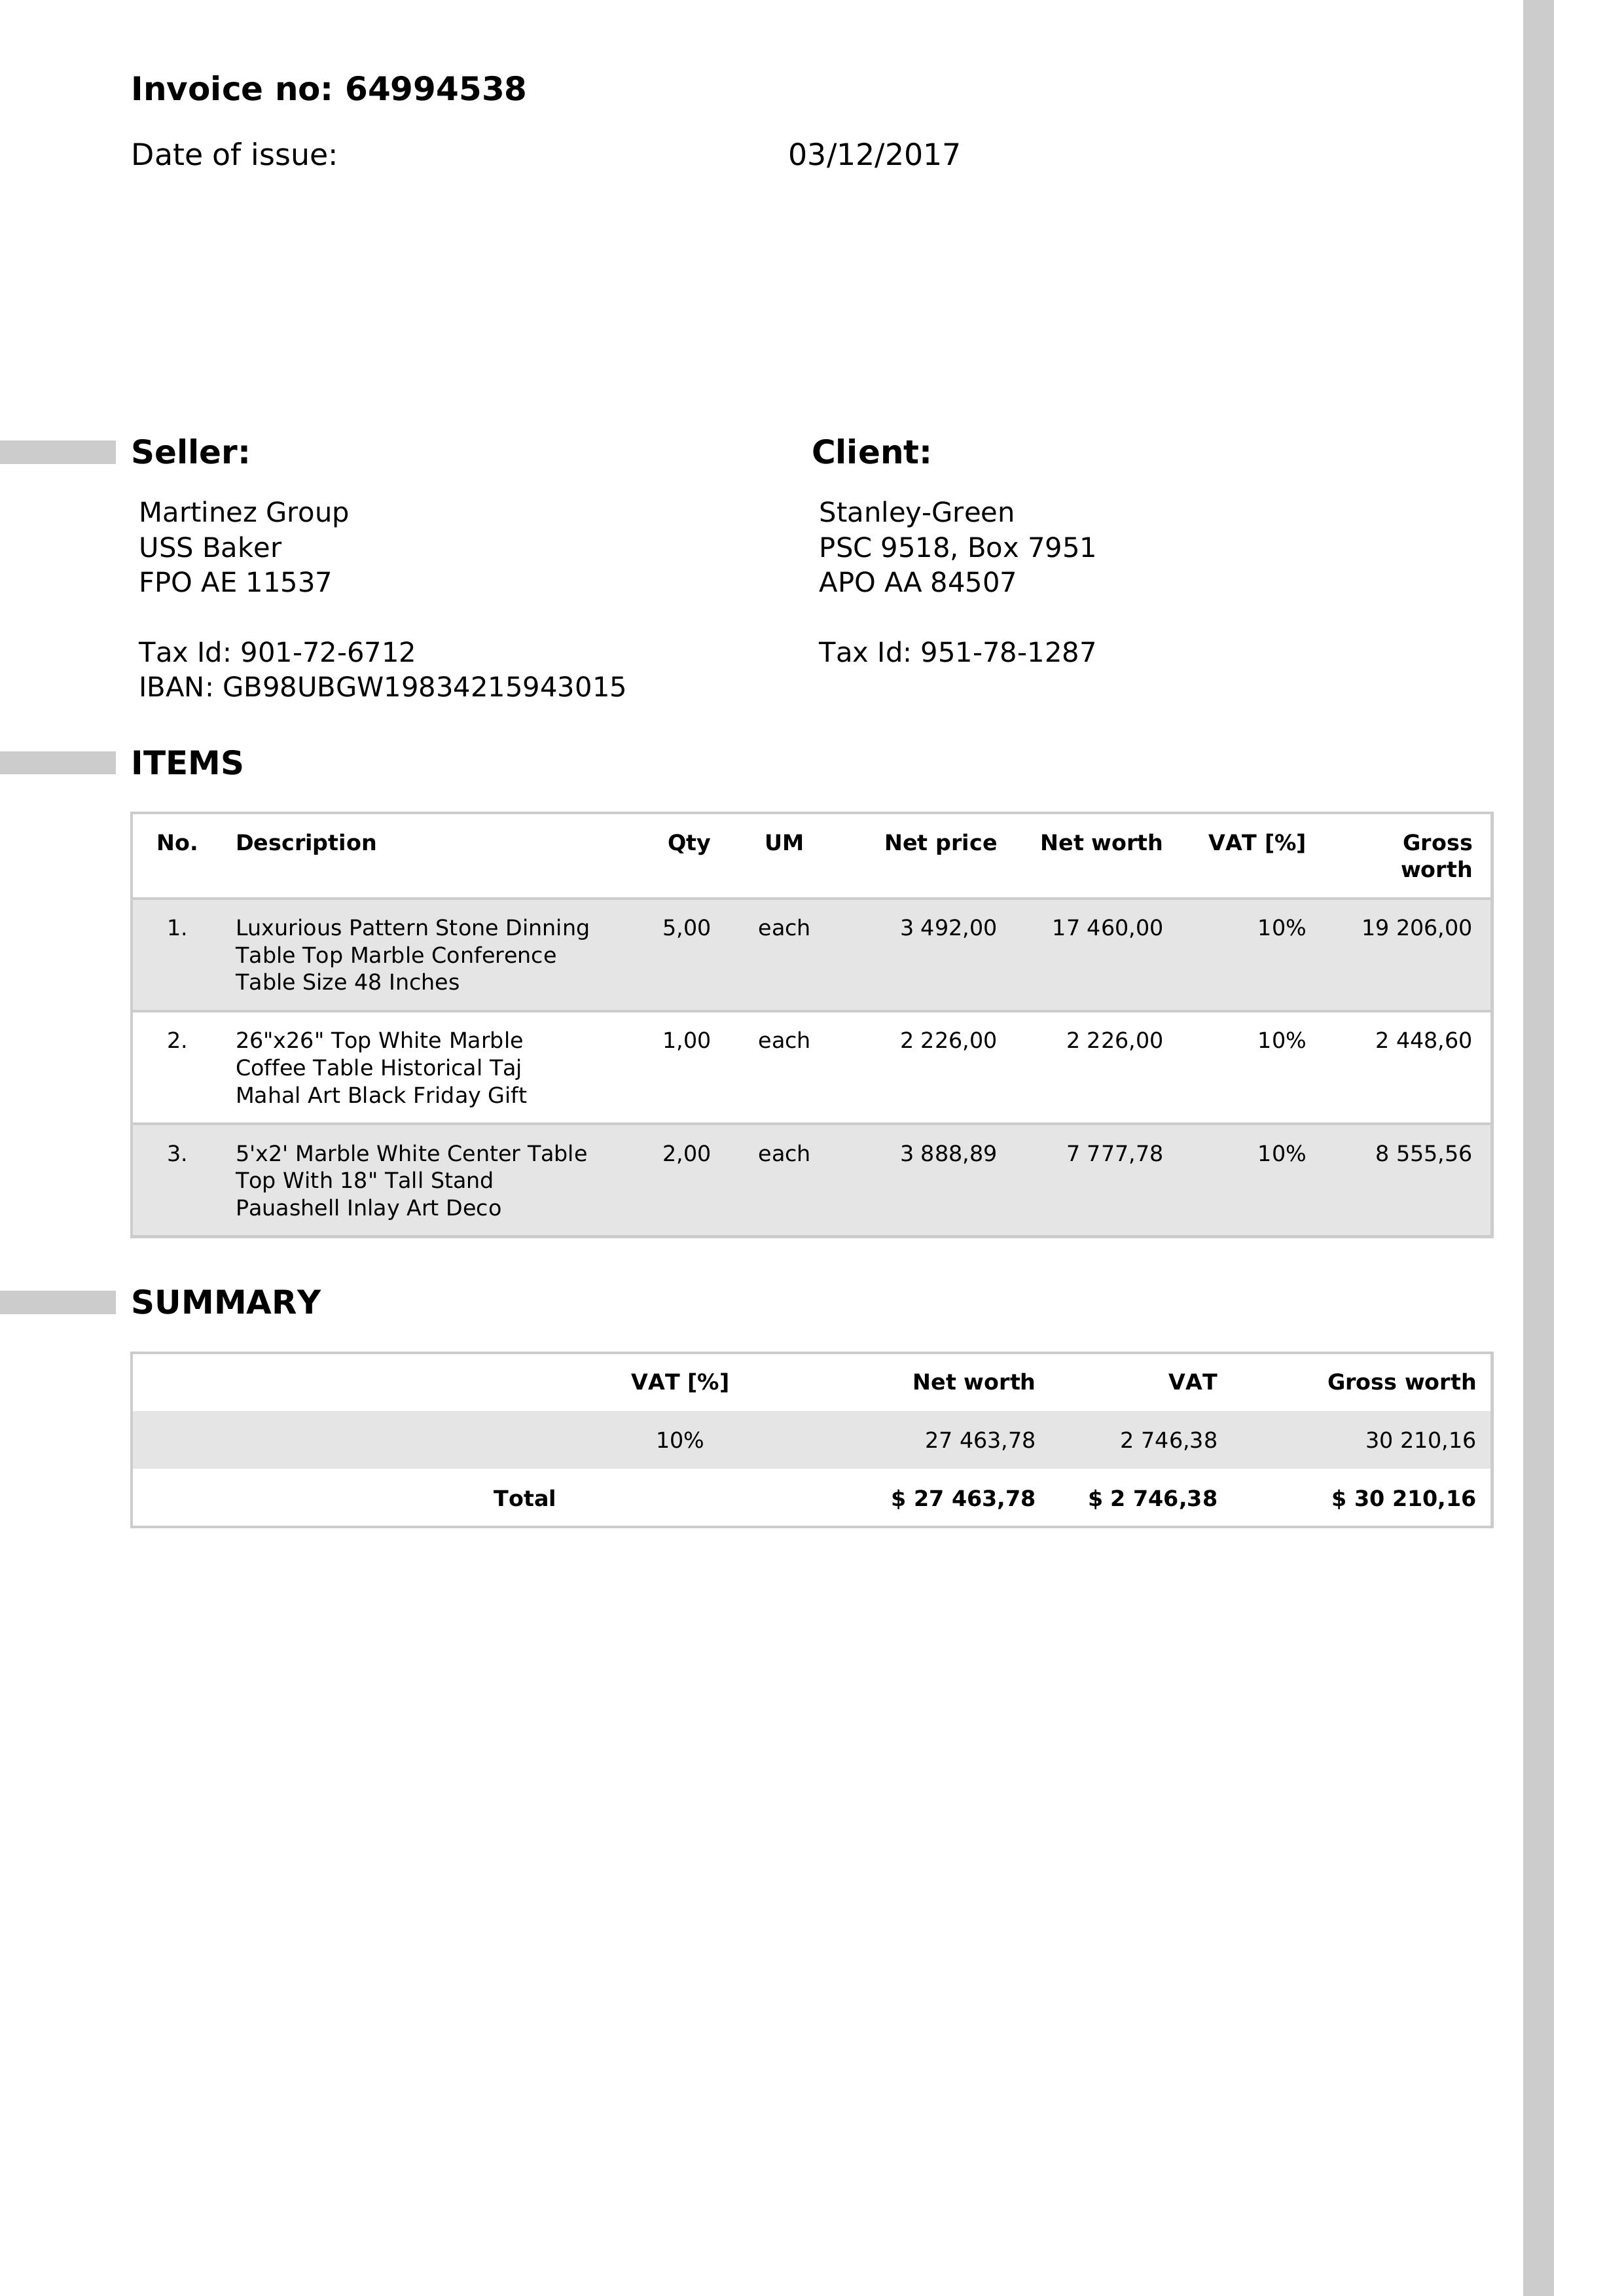 Invoice no: 64994538
Date of issue: 03/12/2017
Seller:
Martinez Group
USS Baker
FPO AE 11537
Tax Id: 901-72-6712
IBAN: GB98UBGW19834215943015
Client:
Stanley-Green
PSC 9518, Box 7951
APO AA 84507
Tax Id: 951-78-1287
ITEMS
No. Description Qty UM Net price Net worth VAT [%] Gross
worth
1. Luxurious Pattern Stone Dinning 5,00 each 3 492,00 17 460,00 10% 19 206,00
Table Top Marble Conference
Table Size 48 Inches
2. 26"x26" Top White Marble 1,00 each 2 226,00 2 226,00 10% 2 448,60
Coffee Table Historical Taj
Mahal Art Black Friday Gift
3. 5'x2' Marble White Center Table 2,00 each 3 888,89 7 777,78 10% 8 555,56
Top With 18" Tall Stand
Pauashell Inlay Art Deco
SUMMARY
VAT [%] Net worth VAT Gross worth
10% 27 463,78 2 746,38 30 210,16
Total $ 27 463,78 $ 2 746,38 $ 30 210,16